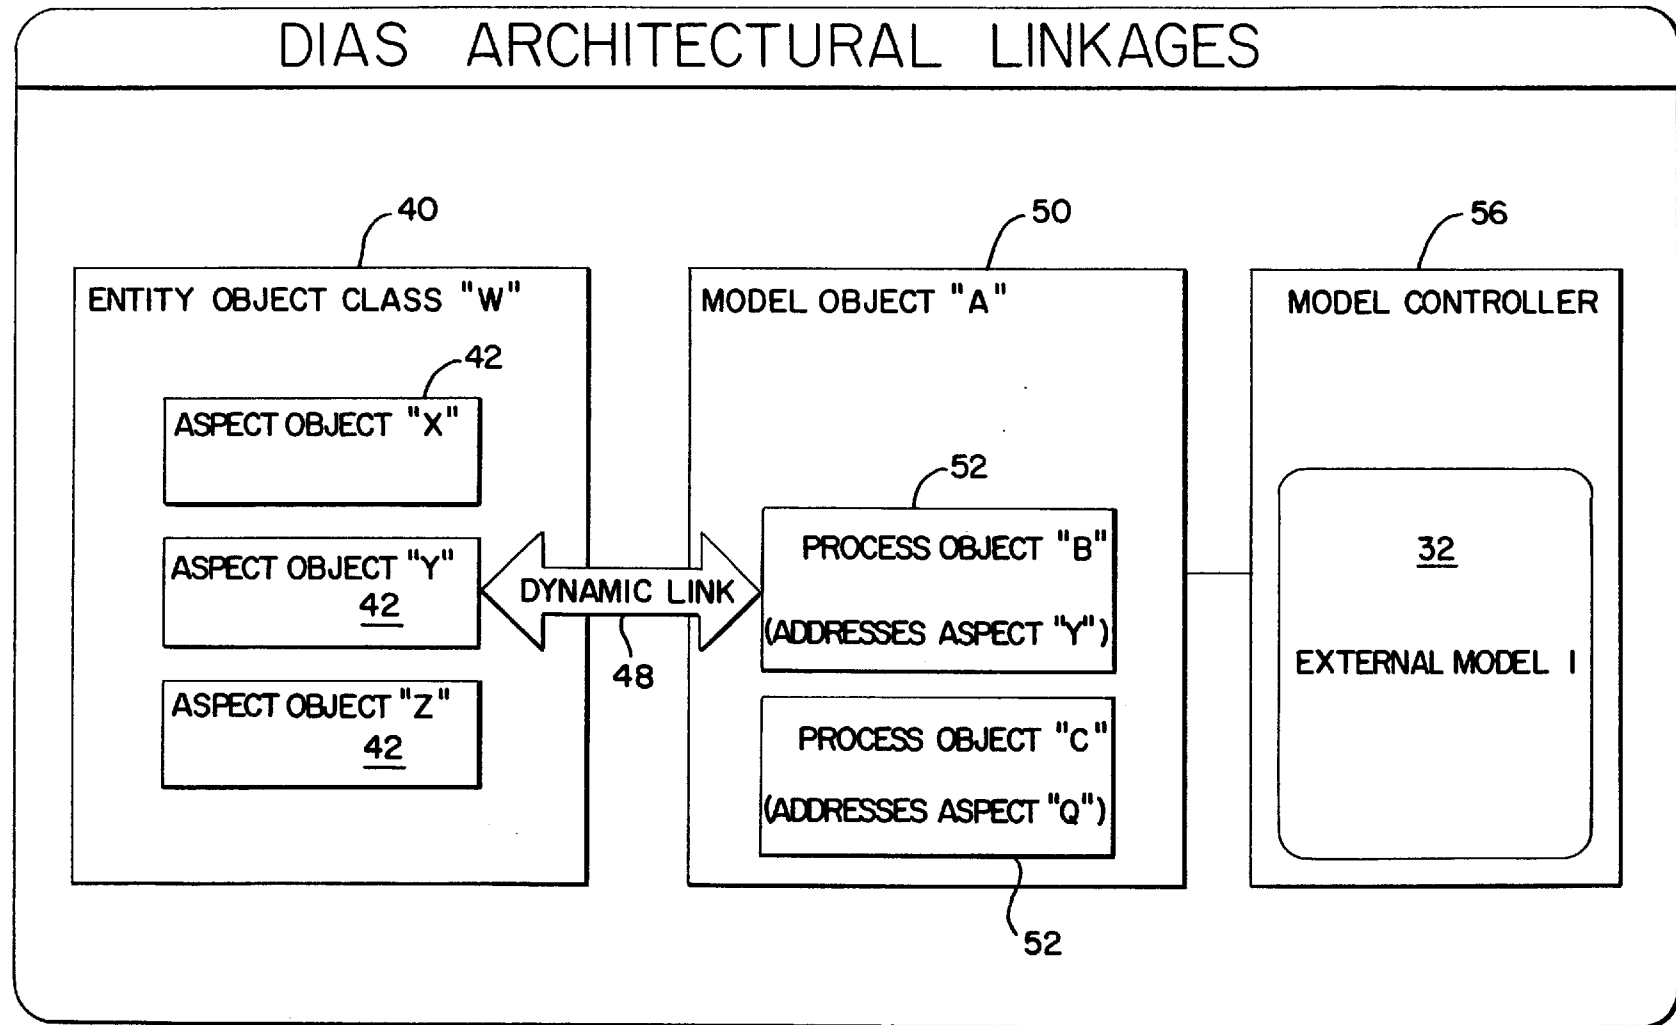 DIAS ARCHITECTURAL LINKAGES
40
50
56
ENTITY OBJECT CLASS "W"
42
ASPECT OBJECT "X"
ASPECT OBJECT "Y"
42
ASPECT OBJECT "Z"
42
DYNAMIC LINK
48
MODEL OBJECT "A"
52
PROCESS OBJECT "B"
(ADDRESSES ASPECT "Y")
PROCESS OBJECT "C"
(ADDRESSES ASPECT "Q")
52
MODEL CONTROLLER
32
EXTERNAL MODEL 1